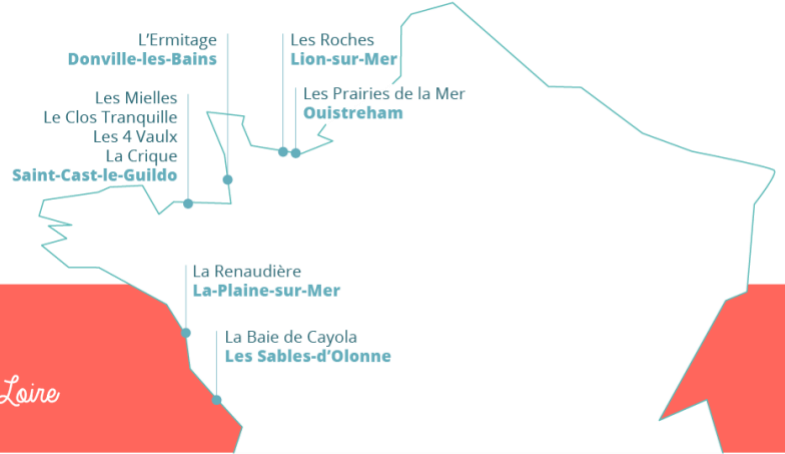 L’Ermitage
Donville-les-Bains
Les Roches
Lion-sur-Mer
Les Mielles
Le Clos Tranquille
Les 4 Vaulx
La Crique
Saint-Cast-le-Guildo
Les Prairies de la Mer
Ouistreham
La Renaudière
La-Plaine-sur-Mer
La Baie de Cayola
Les Sables-d’Olonne
Loire